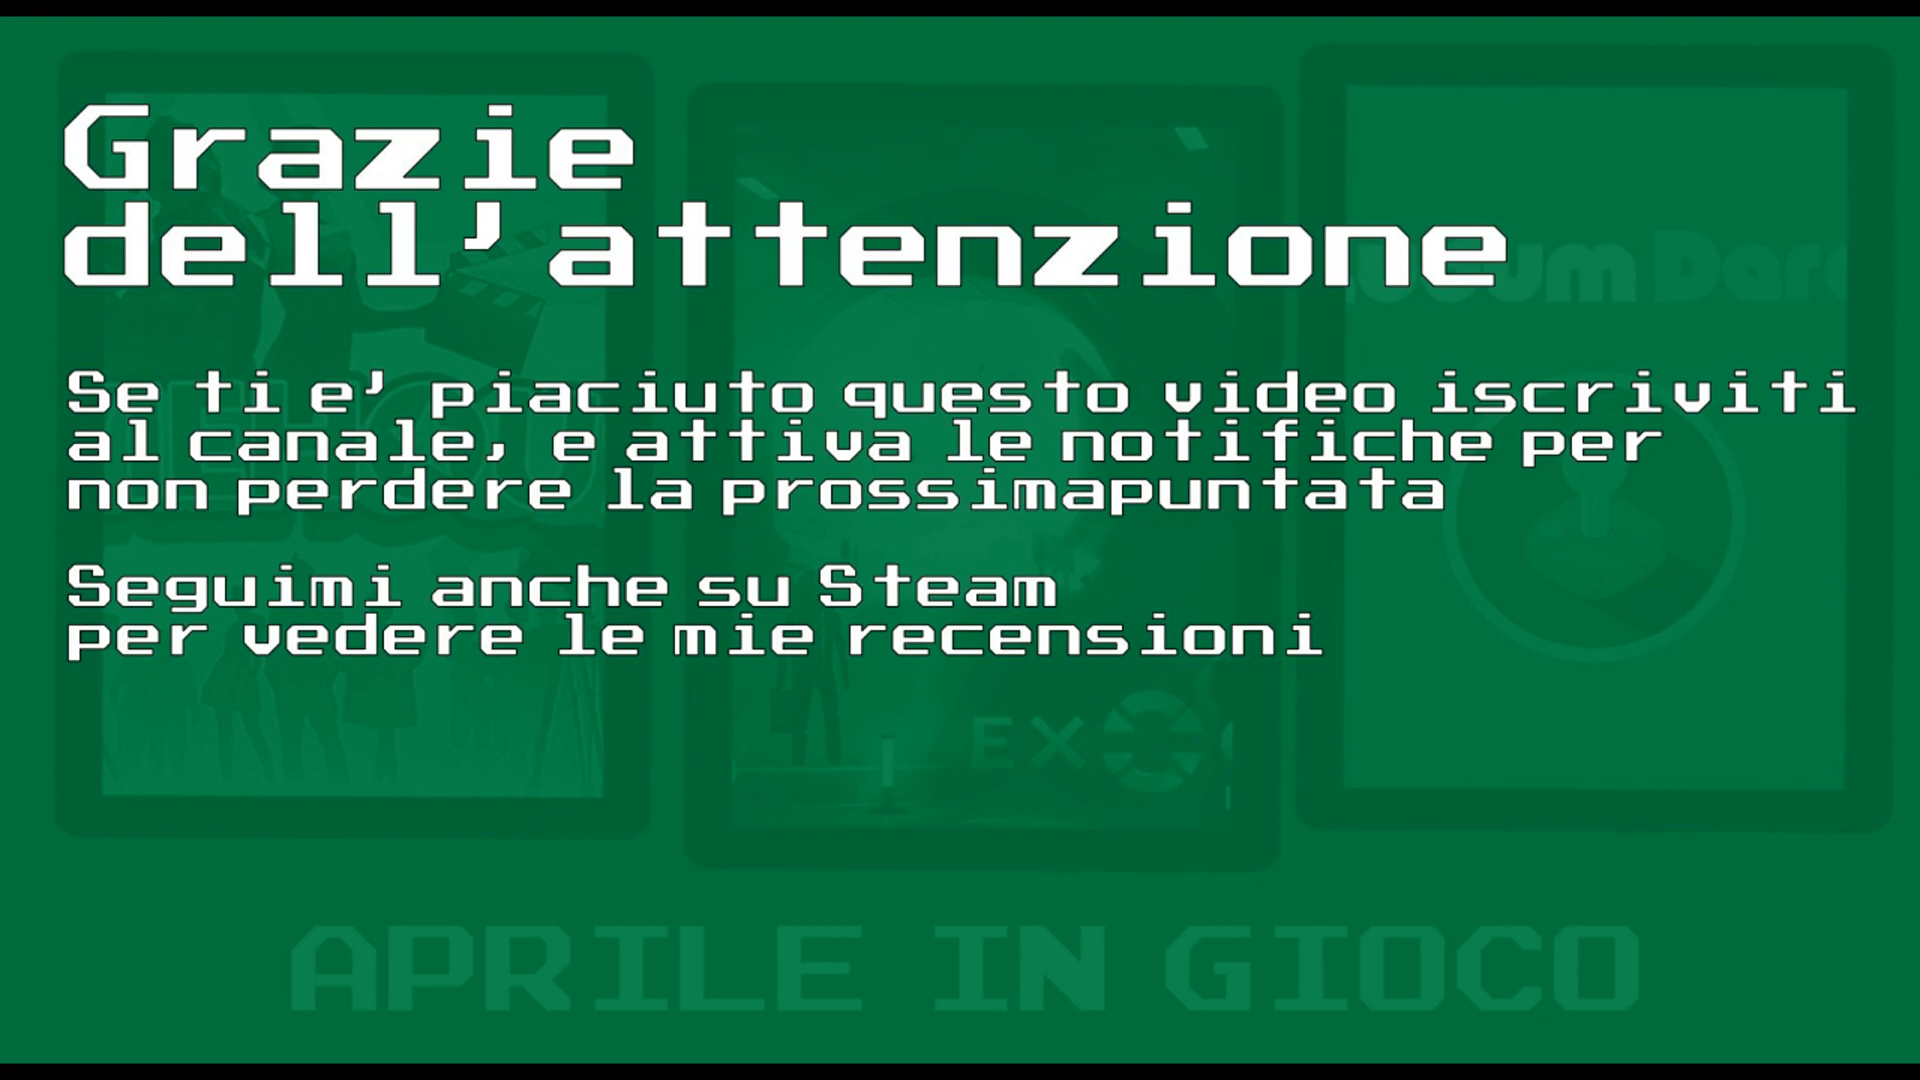 Grazie
dell'attenzione
Se ti e' piaciuto questo video iscriviti
al canale, e attiva le notifiche per
non perdere la prossimapuntata
Seguimi anche su Steam
per vedere le mie recensioni
EXO
APRILE IN GIOCO